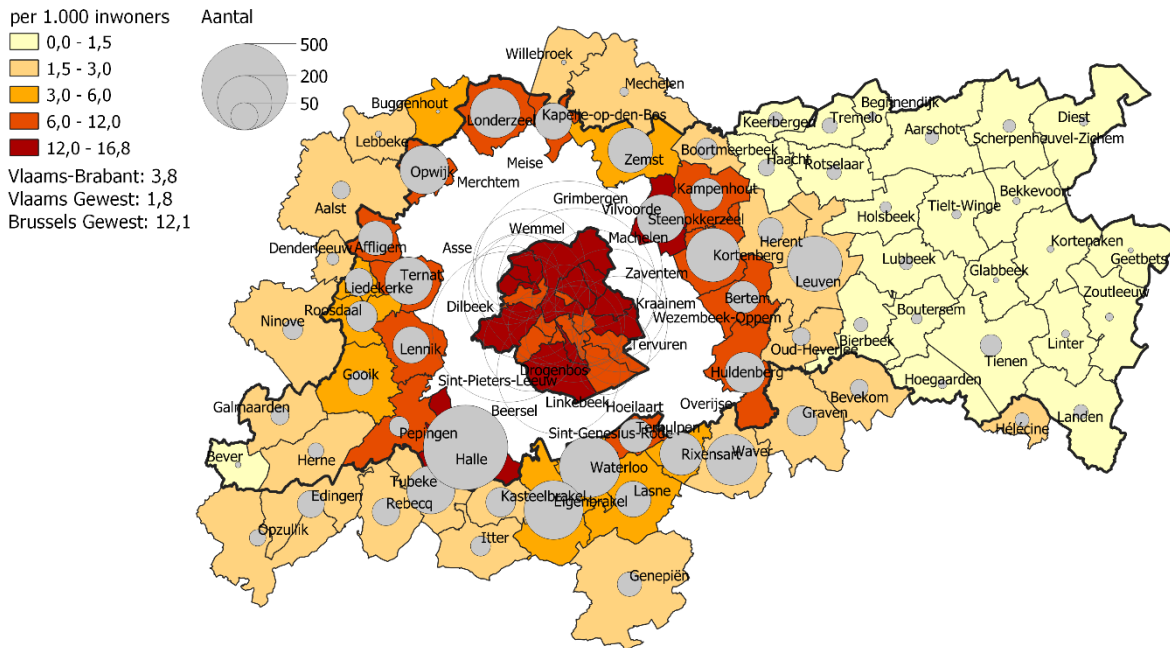 per 1.000 inwoners
0,0 - 1,5
1,5 - 3,0
3,0 - 6,0
6,0 - 12,0
12,0 - 16,8
Vlaams-Brabant: 3,8
Vlaams Gewest: 1,8
Brussels Gewest: 12,1
Aantal
500
200
50
Willebroek
Mechelen
Buggenhout
Londerzeel
Kapelle-op-den-Bos
Lebbeke
Meise
Zemst
Boortmeerbeek
Keerbergen
Tremelo
Begijnendijk
Aarschot
Scherpenheuvel-Zichem
Diest
Opwijk
Merchtem
Haacht
Rotselaar
Aalst
Grimbergen
Kampenhout
Vilvoorde
Steenokkerzeel
Bekkevoort
Holsbeek
Tielt-Winge
Affligem
Asse
Wemmel
Machelen
Denderleeuw
Kortenberg
Herent
Kortenaken
Geetbets
Ternat
Liedekerke
Zaventem
Leuven
Lubbeek
Glabbeek
Roosdaal
Dilbeek
Kraainem
Bertem
Zoutleeuw
Ninove
Wezembeek-Oppem
Boutersem
Lennik
Tervuren
Oud-Heverlee
Bierbeek
Linter
Tienen
Drogenbos
Huldenberg
Gooik
Sint-Pieters-Leeuw
Hoegaarden
Linkebeek
Overijse
Bevekom
Galmaarden
Beersel
Hoeilaart
Graven
Landen
Pepingen
Sint-Genesius-Rode
Terhulpen
Hélécine
Bever
Herne
Halle
Waterloo
Rixensart
Waver
Tubeke
Edingen
Rebecq
Kasteelbrakel
Eigenbrakel
Lasne
Opzullik
Itter
Genepiën